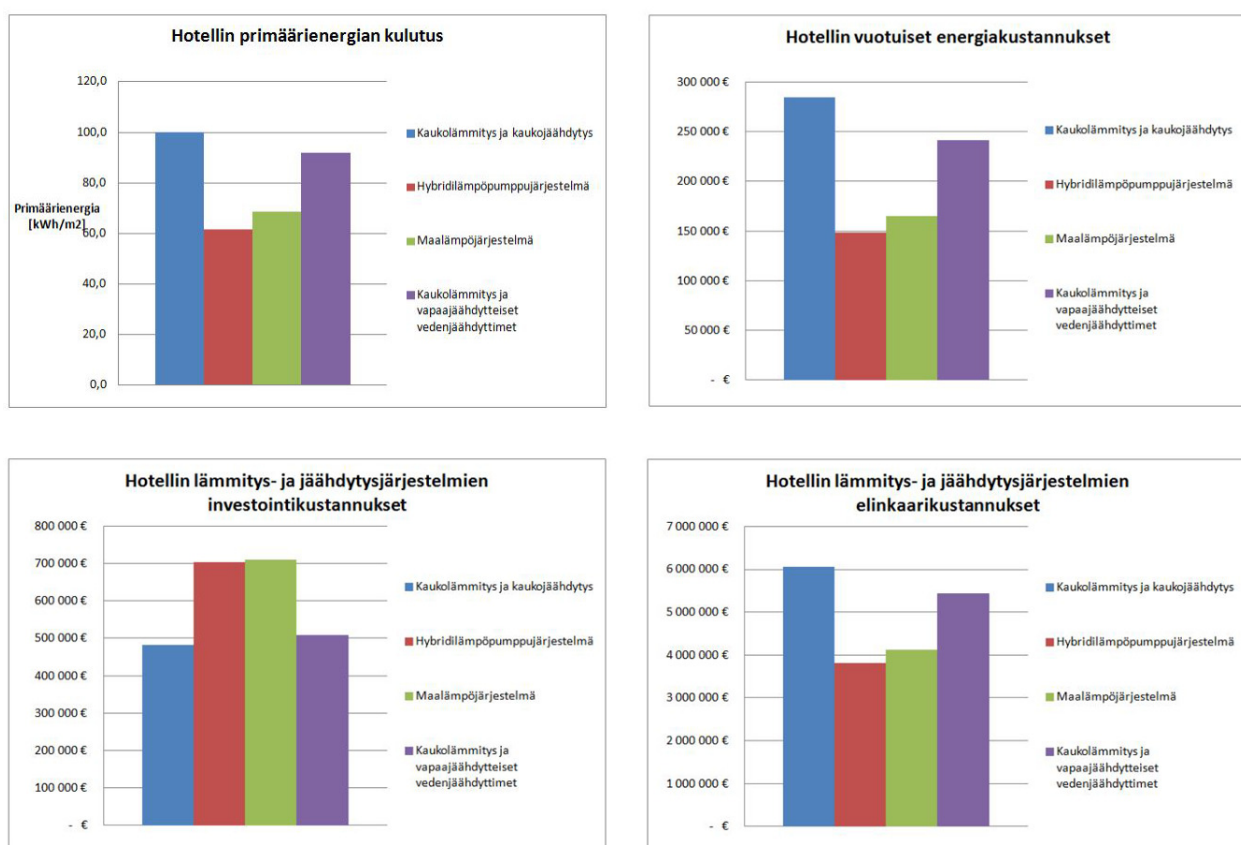 Hotellin primäärienergian kulutus
120,0
100,0
80,0
60,0
40,0
20,0
0,0
Primäärienergia
[kWh/m2]
Kaukolämmitys ja kaukojäähdytys
Hybridilämpöpumppujärjestelmä
Maalämpöjärjestelmä
Kaukolämmitys ja
vapaajäähdytteiset
vedenjäähdyttimet
Hotellin vuotuiset energiakustannukset
300 000 €
250 000 €
200 000 €
150 000 €
100 000 €
50 000 €
- €
Kaukolämmitys ja kaukojäähdytys
Hybridilämpöpumppujärjestelmä
Maalämpöjärjestelmä
Kaukolämmitys ja
vapaajäähdytteiset
vedenjäähdyttimet
Hotellin lämmitys- ja jäähdytysjärjestelmien
investointikustannukset
800 000 €
700 000 €
600 000 €
500 000 €
400 000 €
300 000 €
200 000 €
100 000 €
- €
Kaukolämmitys ja kaukojäähdytys
Hybridilämpöpumppujärjestelmä
Maalämpöjärjestelmä
Kaukolämmitys ja
vapaajäähdytteiset
vedenjäähdyttimet
Hotellin lämmitys- ja jäähdytysjärjestelmien
elinkaarikustannukset
7 000 000 €
6 000 000 €
5 000 000 €
4 000 000 €
3 000 000 €
2 000 000 €
1 000 000 €
- €
Kaukolämmitys ja kaukojäähdytys
Hybridilämpöpumppujärjestelmä
Maalämpöjärjestelmä
Kaukolämmitys ja
vapaajäähdytteiset
vedenjäähdyttimet